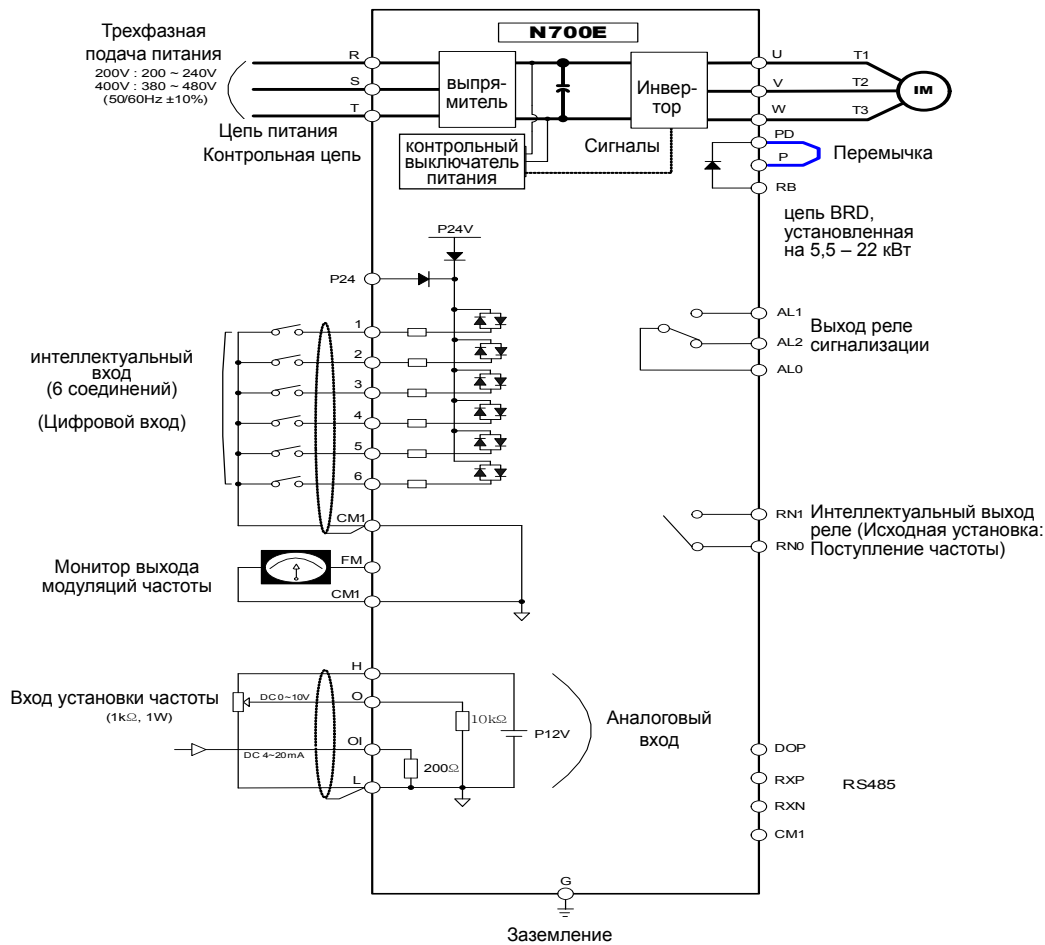 N700E
Трехфазная
подача питания
200V : 200 ~ 240V
400V : 380 ~ 480V
(50/60Hz ±10%)
Цепь питания
Контрольная цепь
R
S
T
выпря-
митель
Инвер-
тор
контрольный
выключатель
питания
Сигналы
U
V
W
T1
T2
T3
IM
PD
P
RB
Перемычка
цепь BRD,
установленная
на 5,5 – 22 кВт
P24V
P24
интеллектуальный
вход
(6 соединений)
(Цифровой вход)
1
2
3
4
5
6
CM1
AL1
AL2
AL0
Выход реле
сигнализации
RN1
RN0
Интеллектуальный выход
реле (Исходная установка:
Поступление частоты)
Монитор выхода
модуляций частоты
FM
CM1
Вход установки частоты
(1kΩ, 1W)
H
O
OI
L
DC 0~10V
DC 4~20mA
10kΩ
200Ω
P12V
Аналоговый
вход
DOP
RXP
RXN
CM1
RS485
G
Заземление